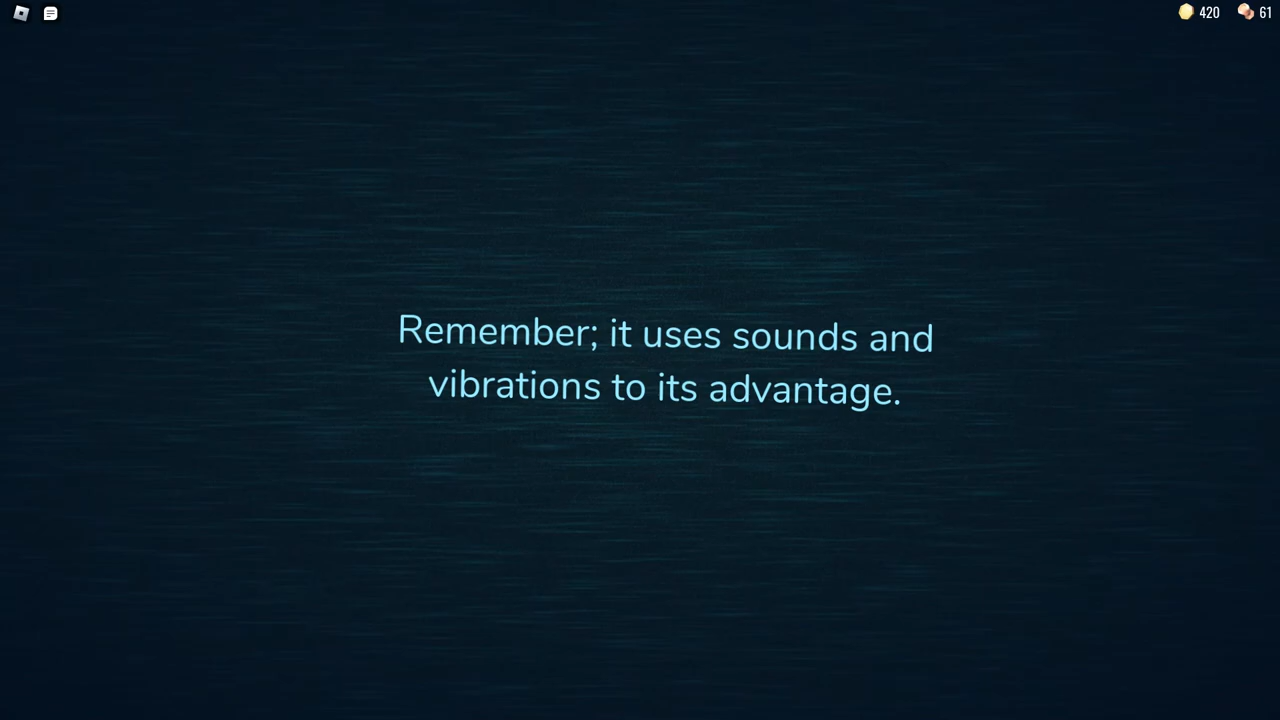 420 61
Remember; it uses sounds and
vibrations to its advantage.